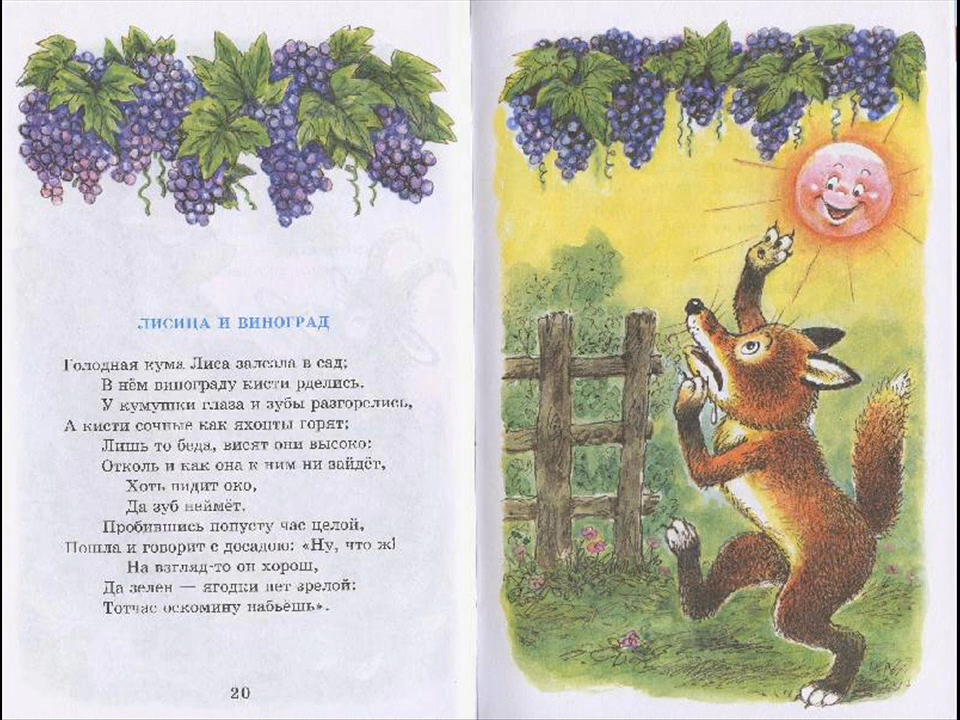 ЛИСИЦА И ВИНОГРАД
Голодная кума Лиса залезла в сад;
В нём винограду кисти рделись.
У кумушки глаза и зубы разгорелись,
А кисти сочные как яхонты горят;
Лишь то беда, висят они высоко:
Отколь и как она к ним ни зайдёт,
Хоть видит око,
Да зуб неймёт.
Пробившись попусту час целой,
Пошла и говорит с досадою: «Ну, что ж!
На взгляд-то он хорош,
Да зелен — ягодки нет зрелой:
Тотчас оскомину набьёшь».
20